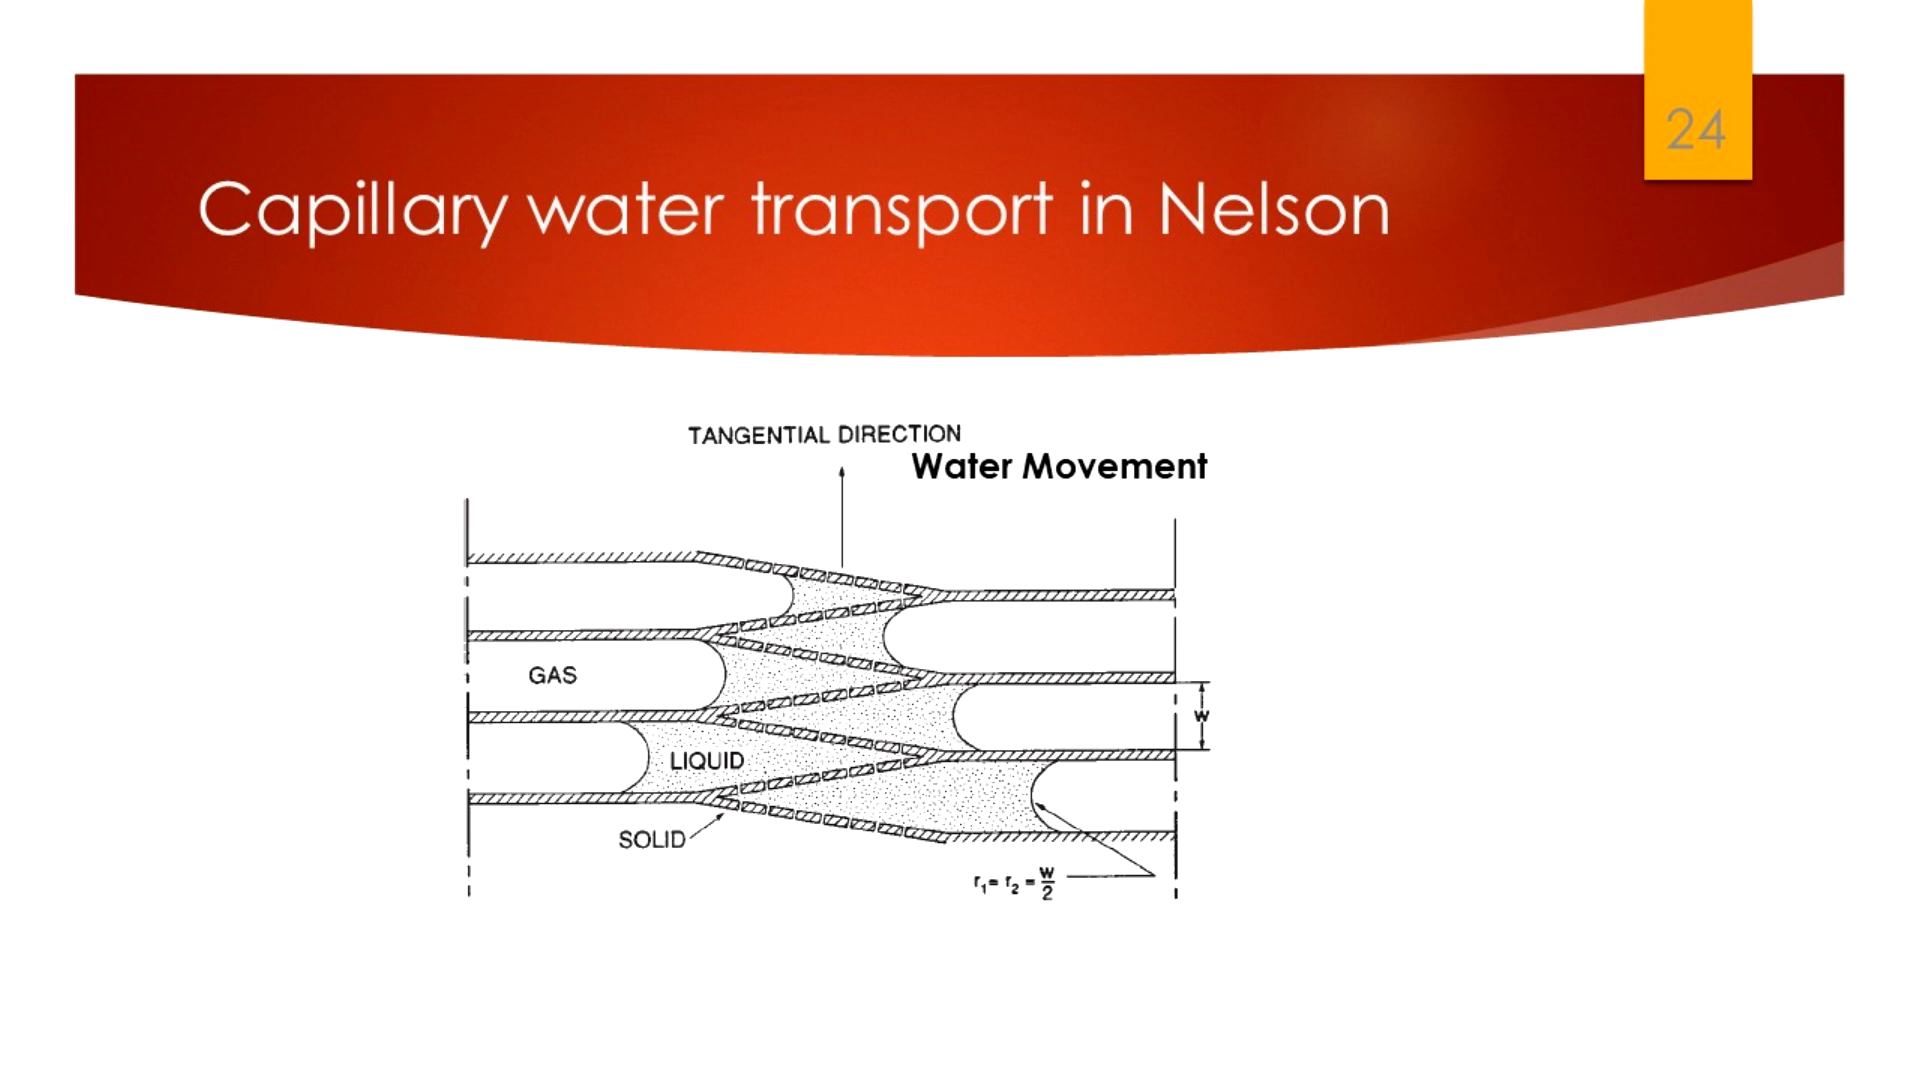 24
Capillary water transport in Nelson
TANGENTIAL DIRECTION
Water Movement
GAS
W
LIQUID
SOLID
r₁= r₂ = W/2